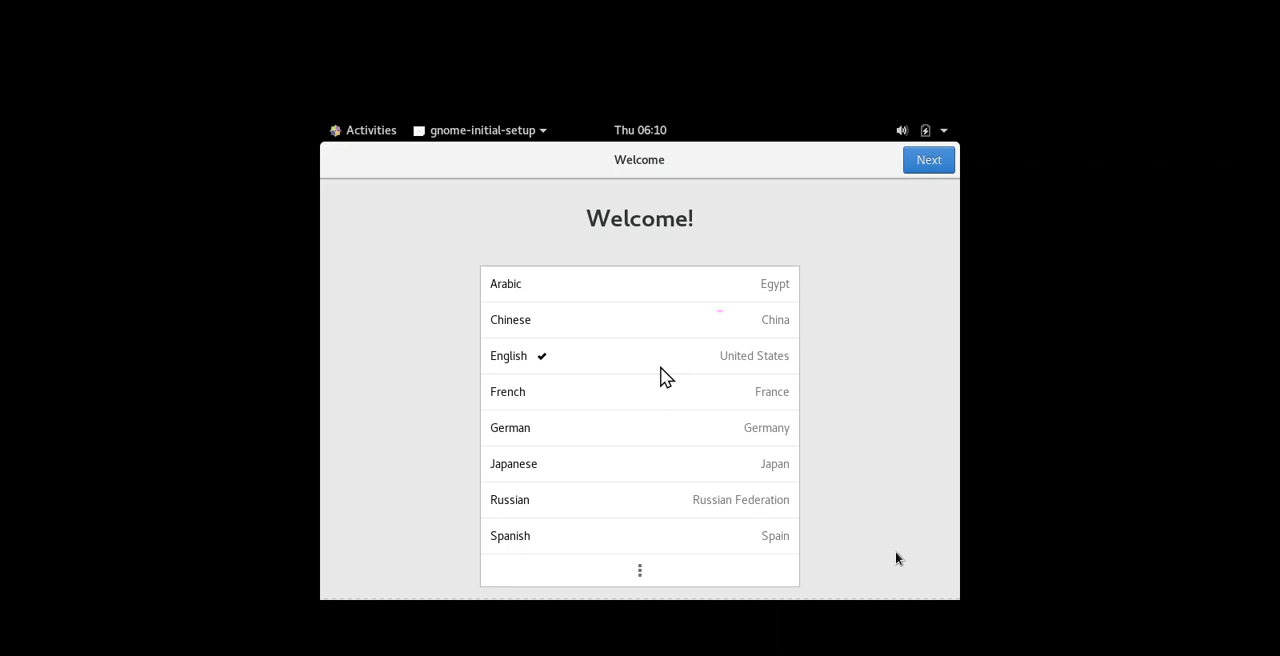 Activities gnome-initial-setup Thu 06:10
Welcome Next
Welcome!
Arabic Egypt
Chinese China
English United States
French France
German Germany
Japanese Japan
Russian Russian Federation
Spanish Spain